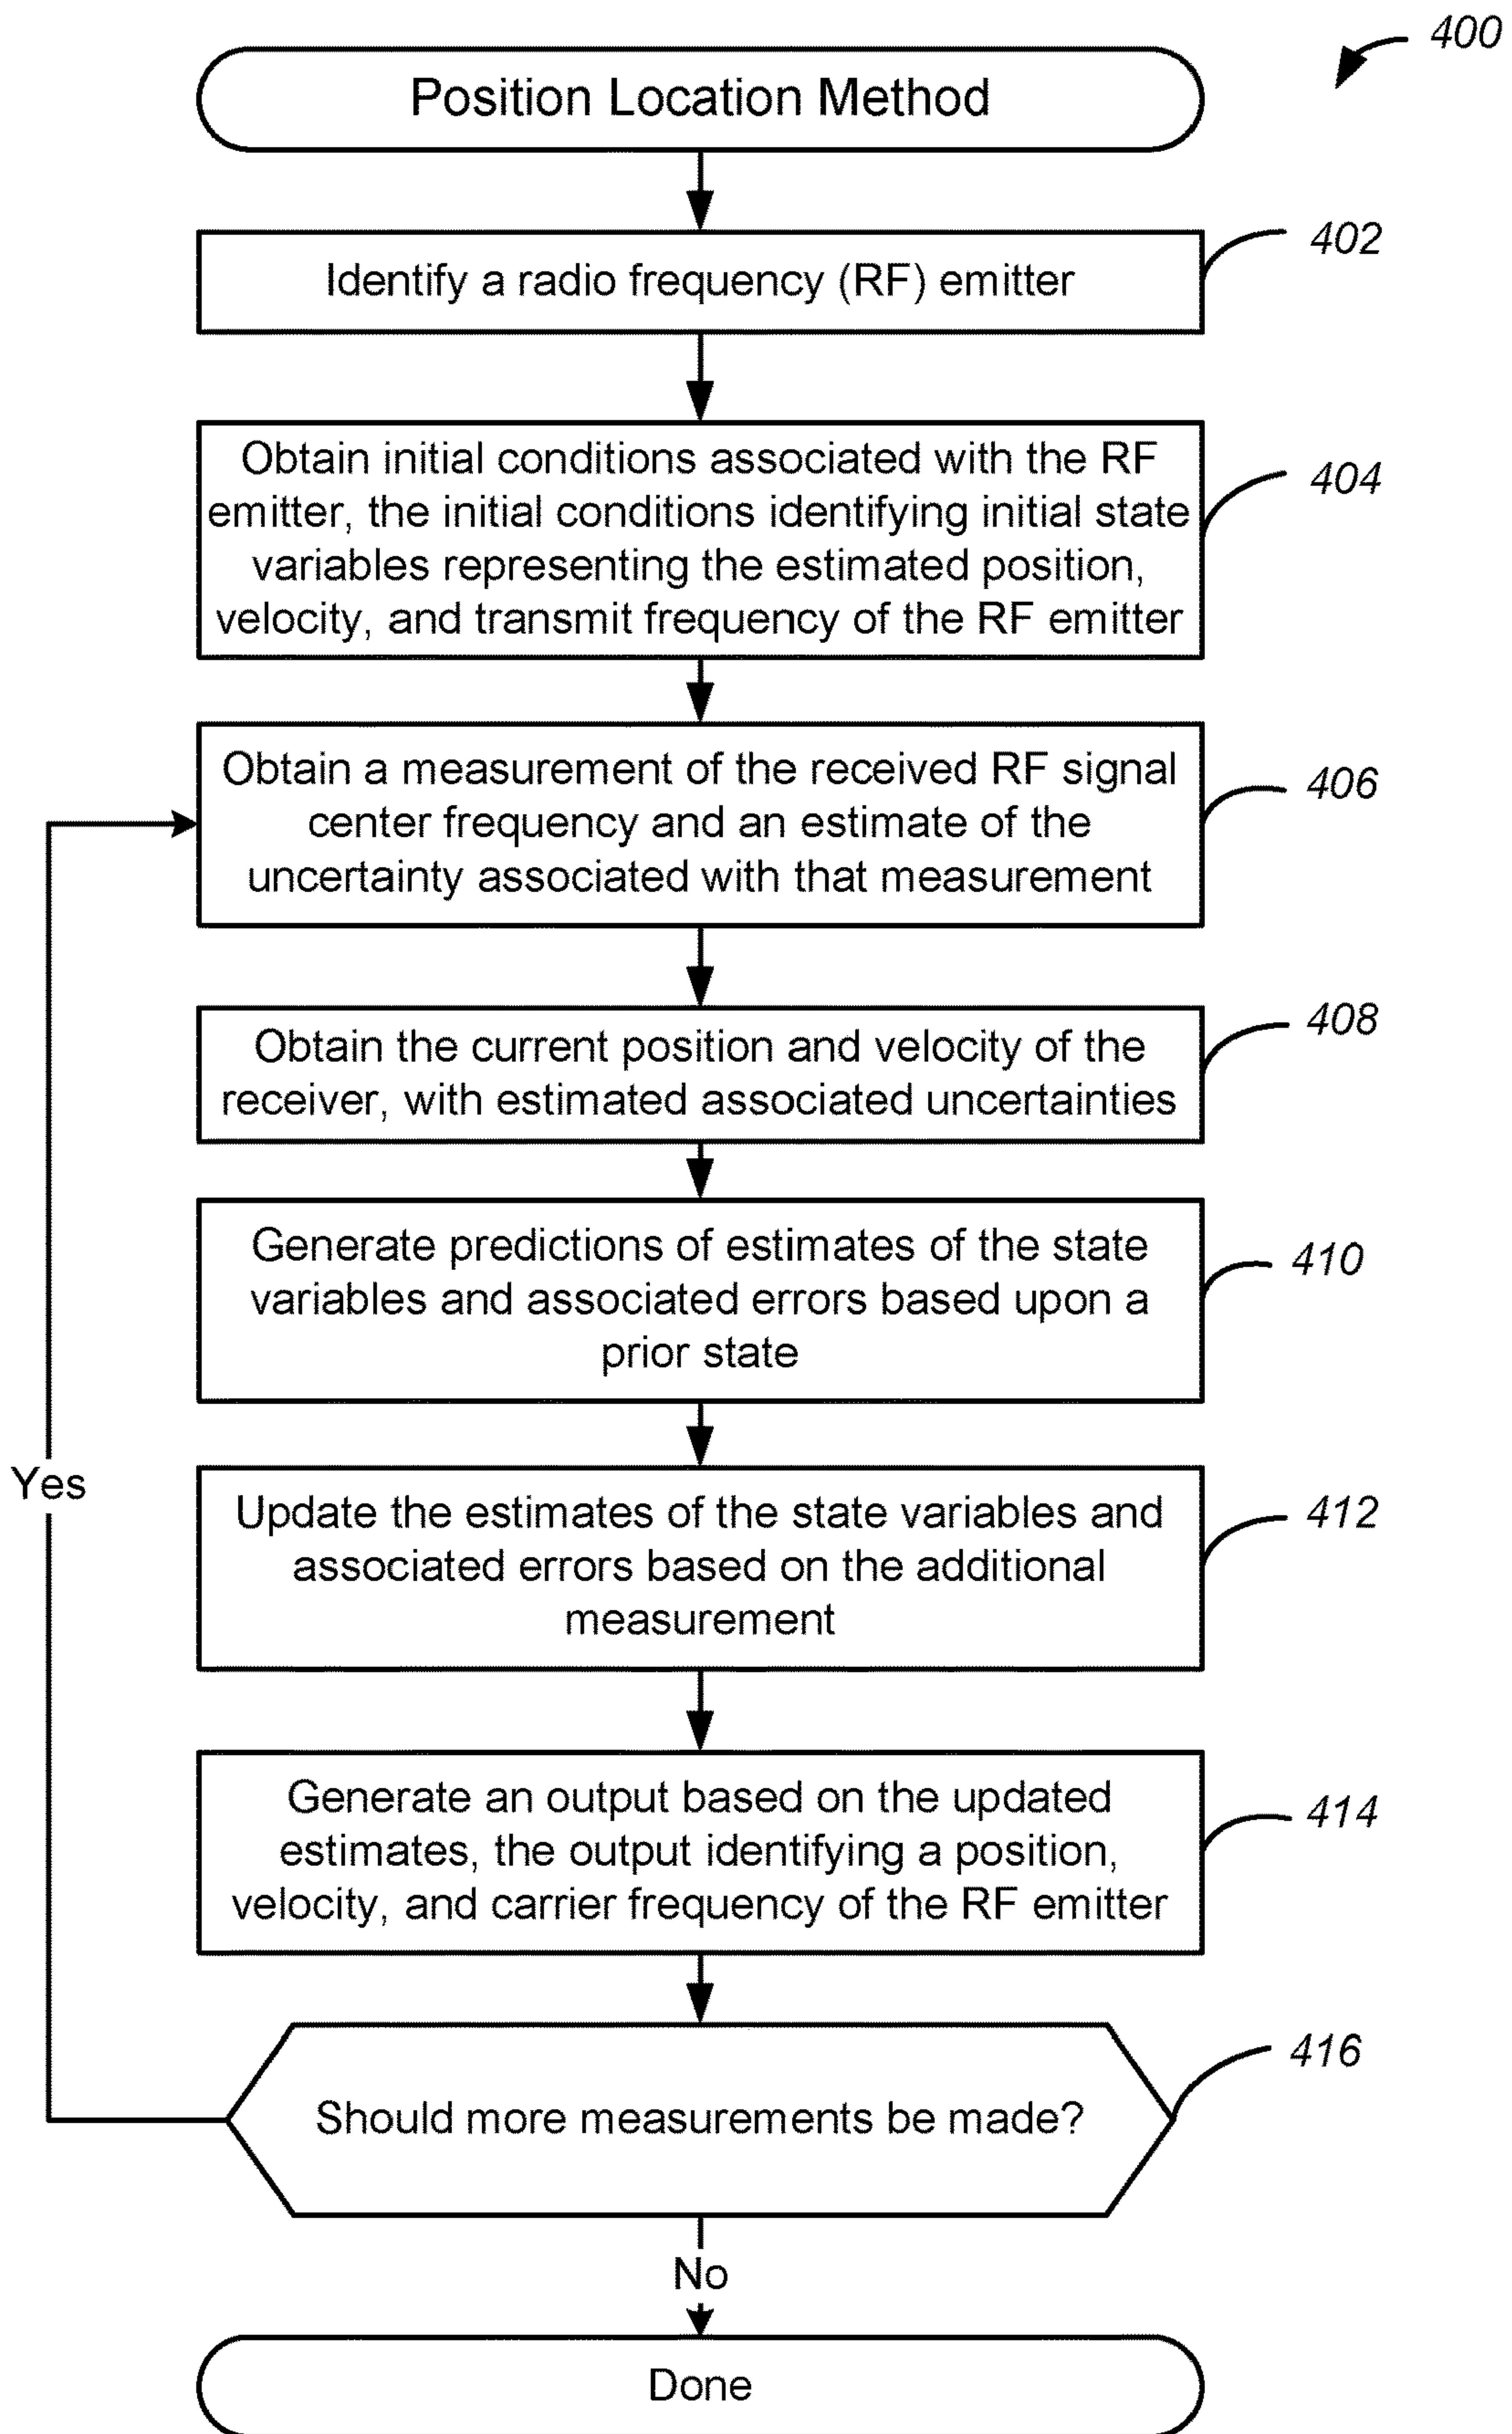 400
Position Location Method
402
Identify a radio frequency (RF) emitter
404
Obtain initial conditions associated with the RF
emitter, the initial conditions identifying initial state
variables representing the estimated position,
velocity, and transmit frequency of the RF emitter
406
Obtain a measurement of the received RF signal
center frequency and an estimate of the
uncertainty associated with that measurement
408
Obtain the current position and velocity of the
receiver, with estimated associated uncertainties
410
Generate predictions of estimates of the state
variables and associated errors based upon a
prior state
Yes
412
Update the estimates of the state variables and
associated errors based on the additional
measurement
414
Generate an output based on the updated
estimates, the output identifying a position,
velocity, and carrier frequency of the RF emitter
416
Should more measurements be made?
No
Done